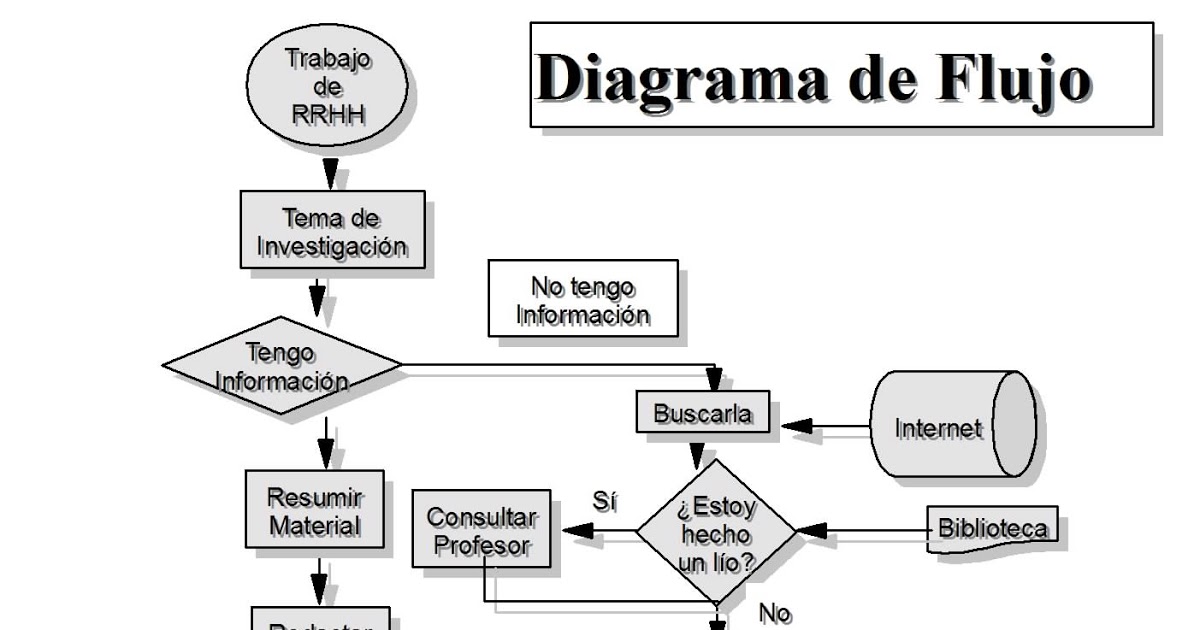 Trabajo
de
RRHH
Diagrama de Flujo
Tema de
Investigación
No tengo
Información
Tengo
Información
Buscarla
Internet
Resumir
Material
Consultar
Profesor
Sí
¿Estoy
hecho
un lío?
Biblioteca
No